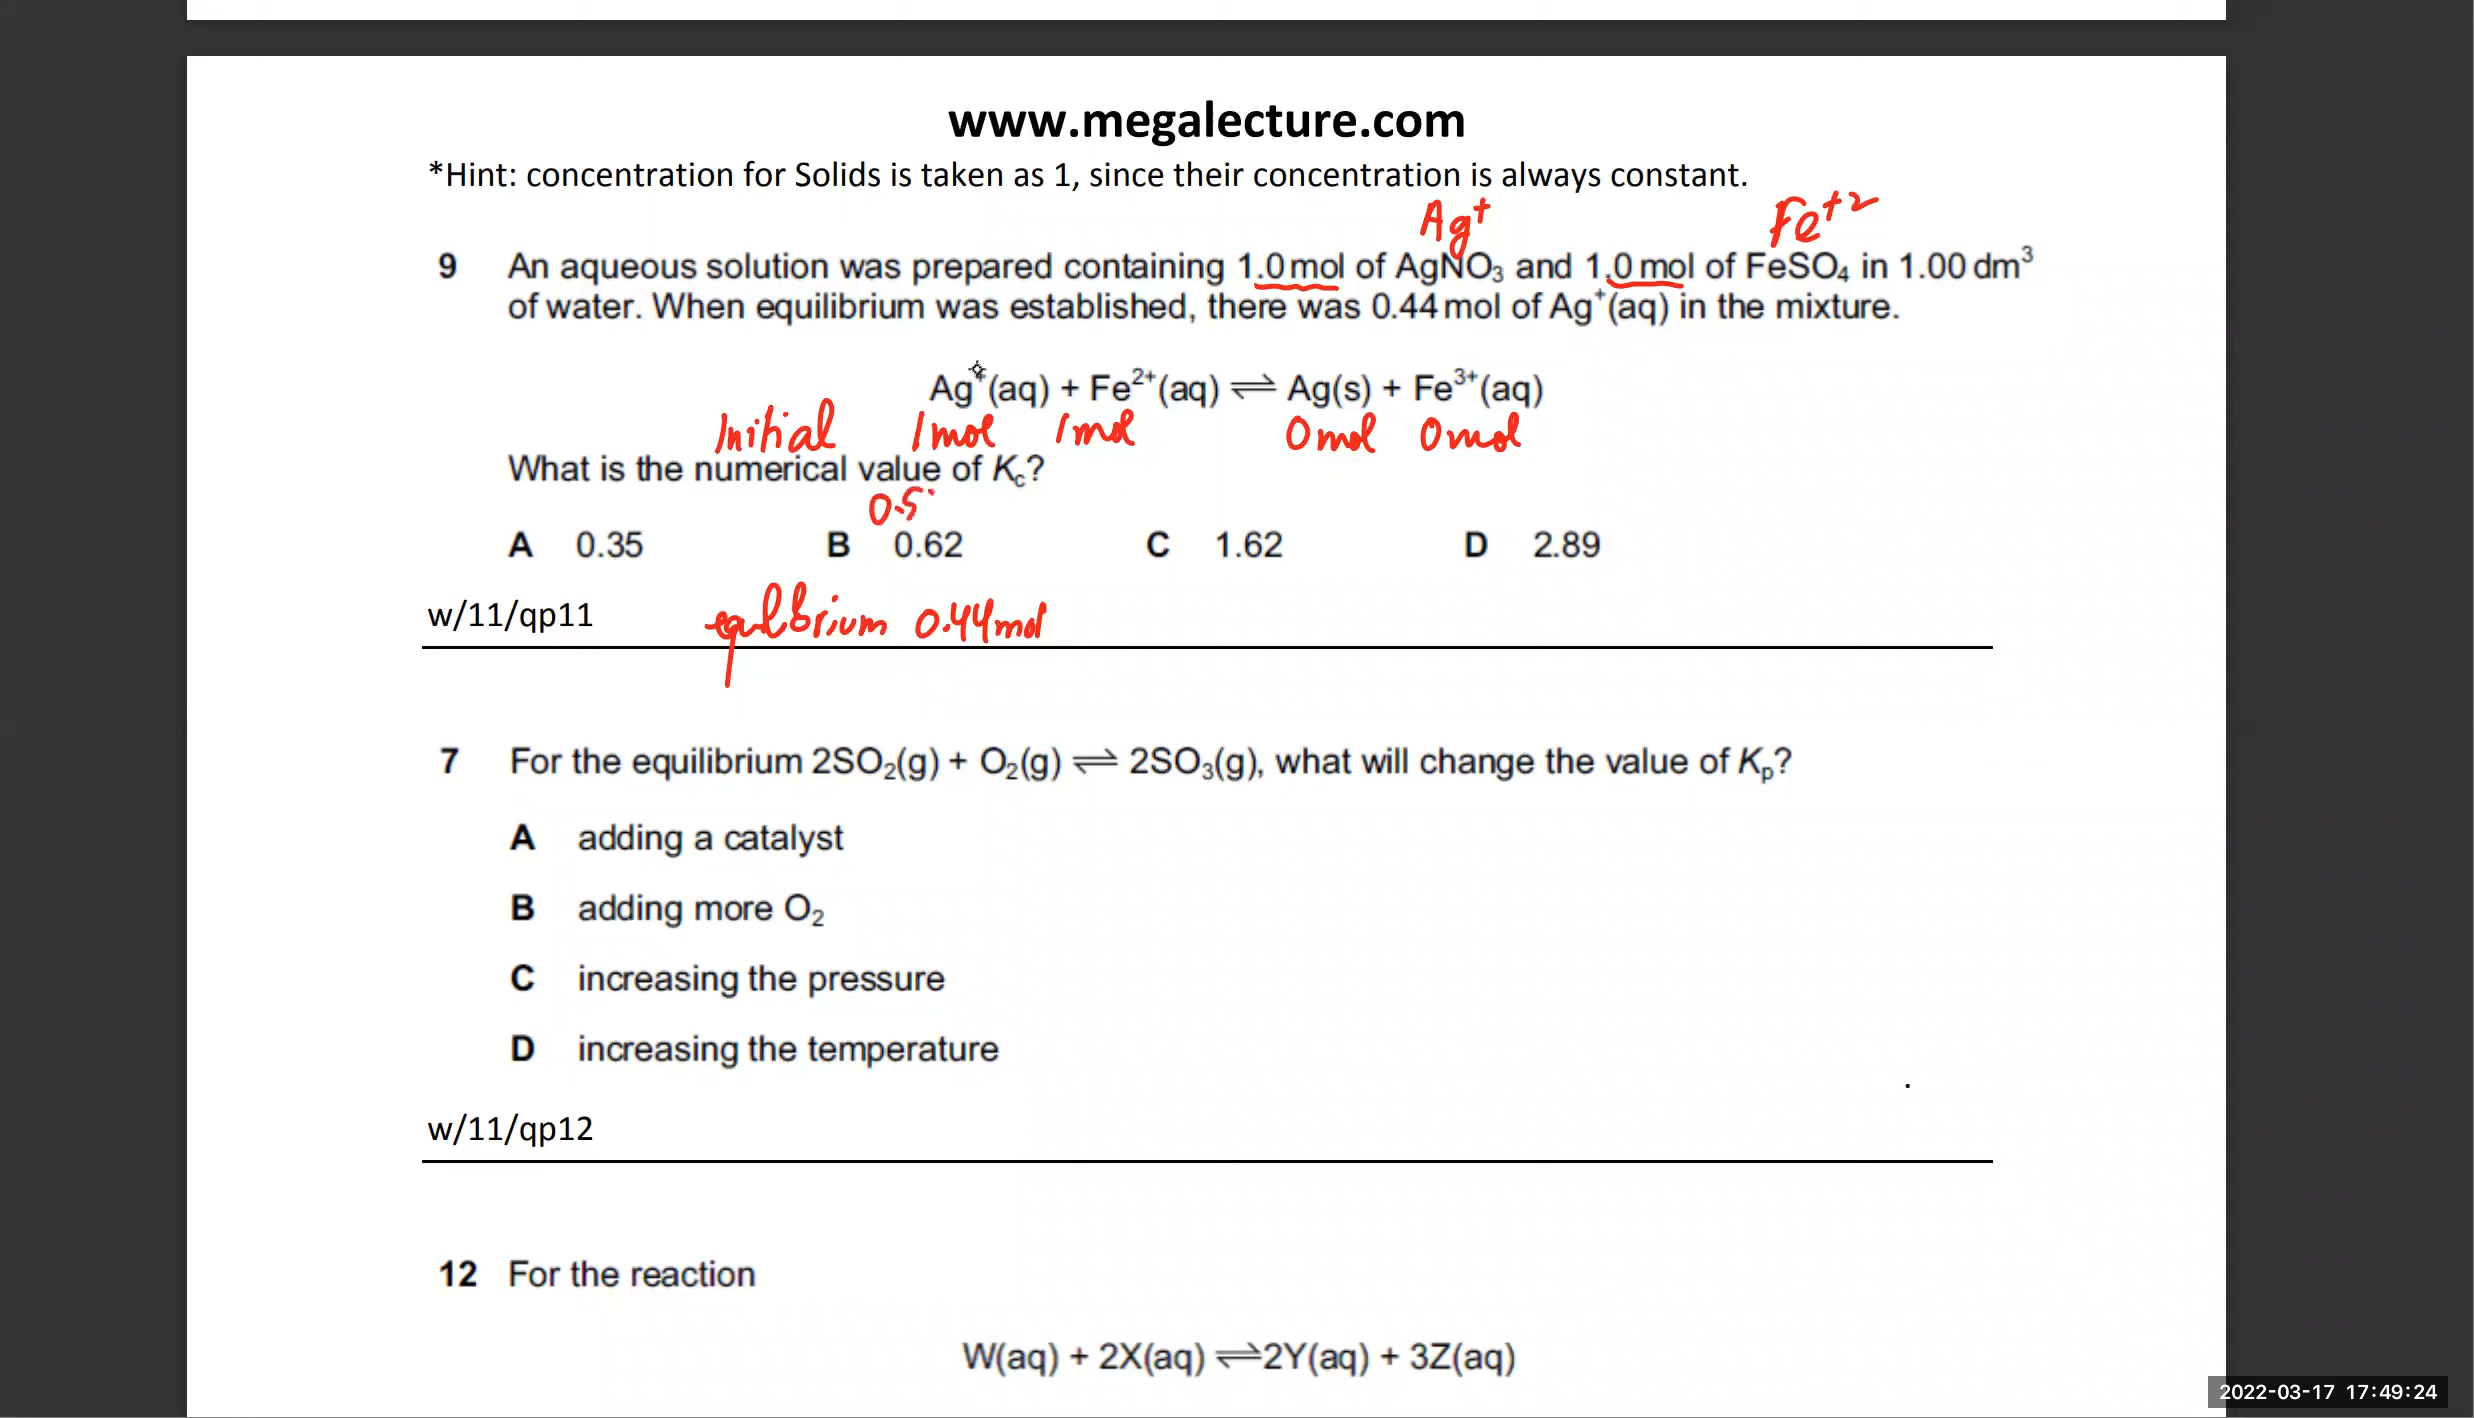 www.megalecture.com
*Hint: concentration for Solids is taken as 1, since their concentration is always constant.
Ag⁺ Fe⁺²
9 An aqueous solution was prepared containing 1.0 mol of AgNO₃ and 1.0 mol of FeSO₄ in 1.00 dm³
of water. When equilibrium was established, there was 0.44 mol of Ag⁺(aq) in the mixture.
Ag⁺(aq) + Fe²⁺(aq) ⇌ Ag(s) + Fe³⁺(aq)
Initial 1mol 1mol 0mol 0mol
What is the numerical value of Kc?
0.5
A 0.35 B 0.62 C 1.62 D 2.89
w/11/qp11 equlbrium 0.44mol
7 For the equilibrium 2SO₂(g) + O₂(g) ⇌ 2SO₃(g), what will change the value of Kp?
A adding a catalyst
B adding more O₂
C increasing the pressure
D increasing the temperature
w/11/qp12
12 For the reaction
W(aq) + 2X(aq) ⇌ 2Y(aq) + 3Z(aq)
2022-03-17 17:49:24